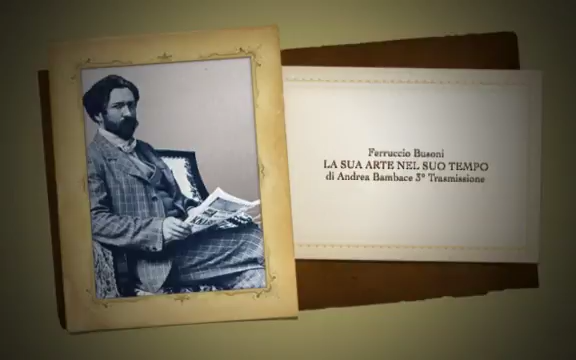 Ferruccio Busoni
LA SUA ARTE NEL SUO TEMPO
di Andrea Bambace 3° Trasmissione